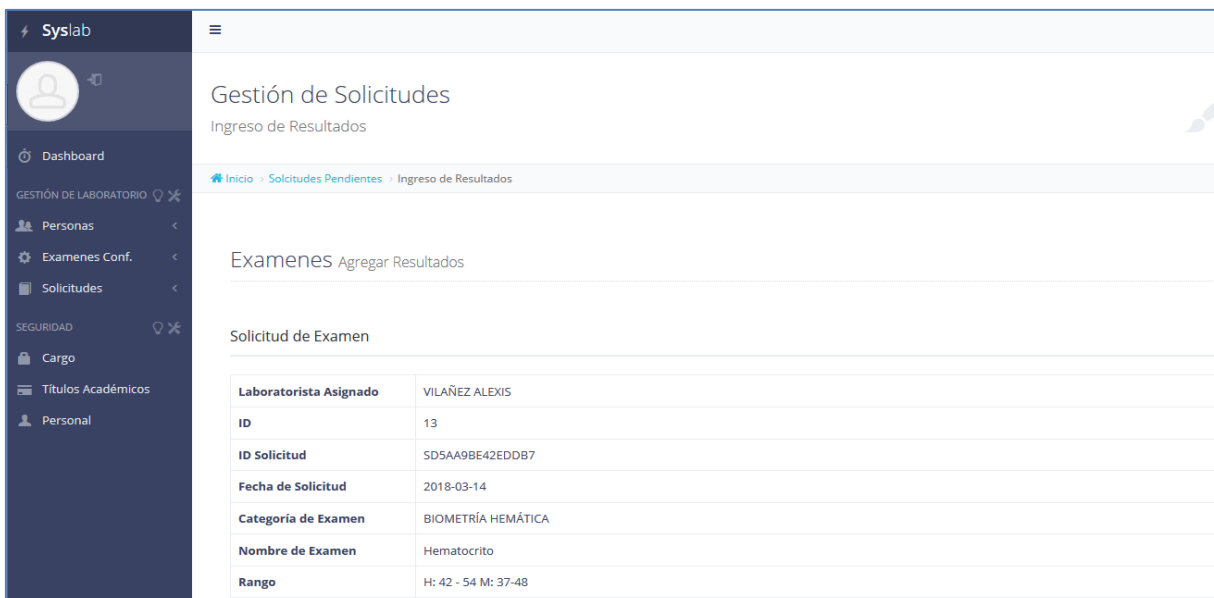 Syslab
Gestión de Solicitudes
Ingreso de Resultados
Inicio › Solcitudes Pendientes › Ingreso de Resultados
Dashboard
GESTIÓN DE LABORATORIO
Personas
Examenes Conf.
Solicitudes
SEGURIDAD
Cargo
Títulos Académicos
Personal
Examenes Agregar Resultados
Solicitud de Examen
Laboratorista Asignado VILAÑEZ ALEXIS
ID 13
ID Solicitud SD5AA9BE42EDDB7
Fecha de Solicitud 2018-03-14
Categoría de Examen BIOMETRÍA HEMÁTICA
Nombre de Examen Hematocrito
Rango H: 42 - 54 M: 37-48